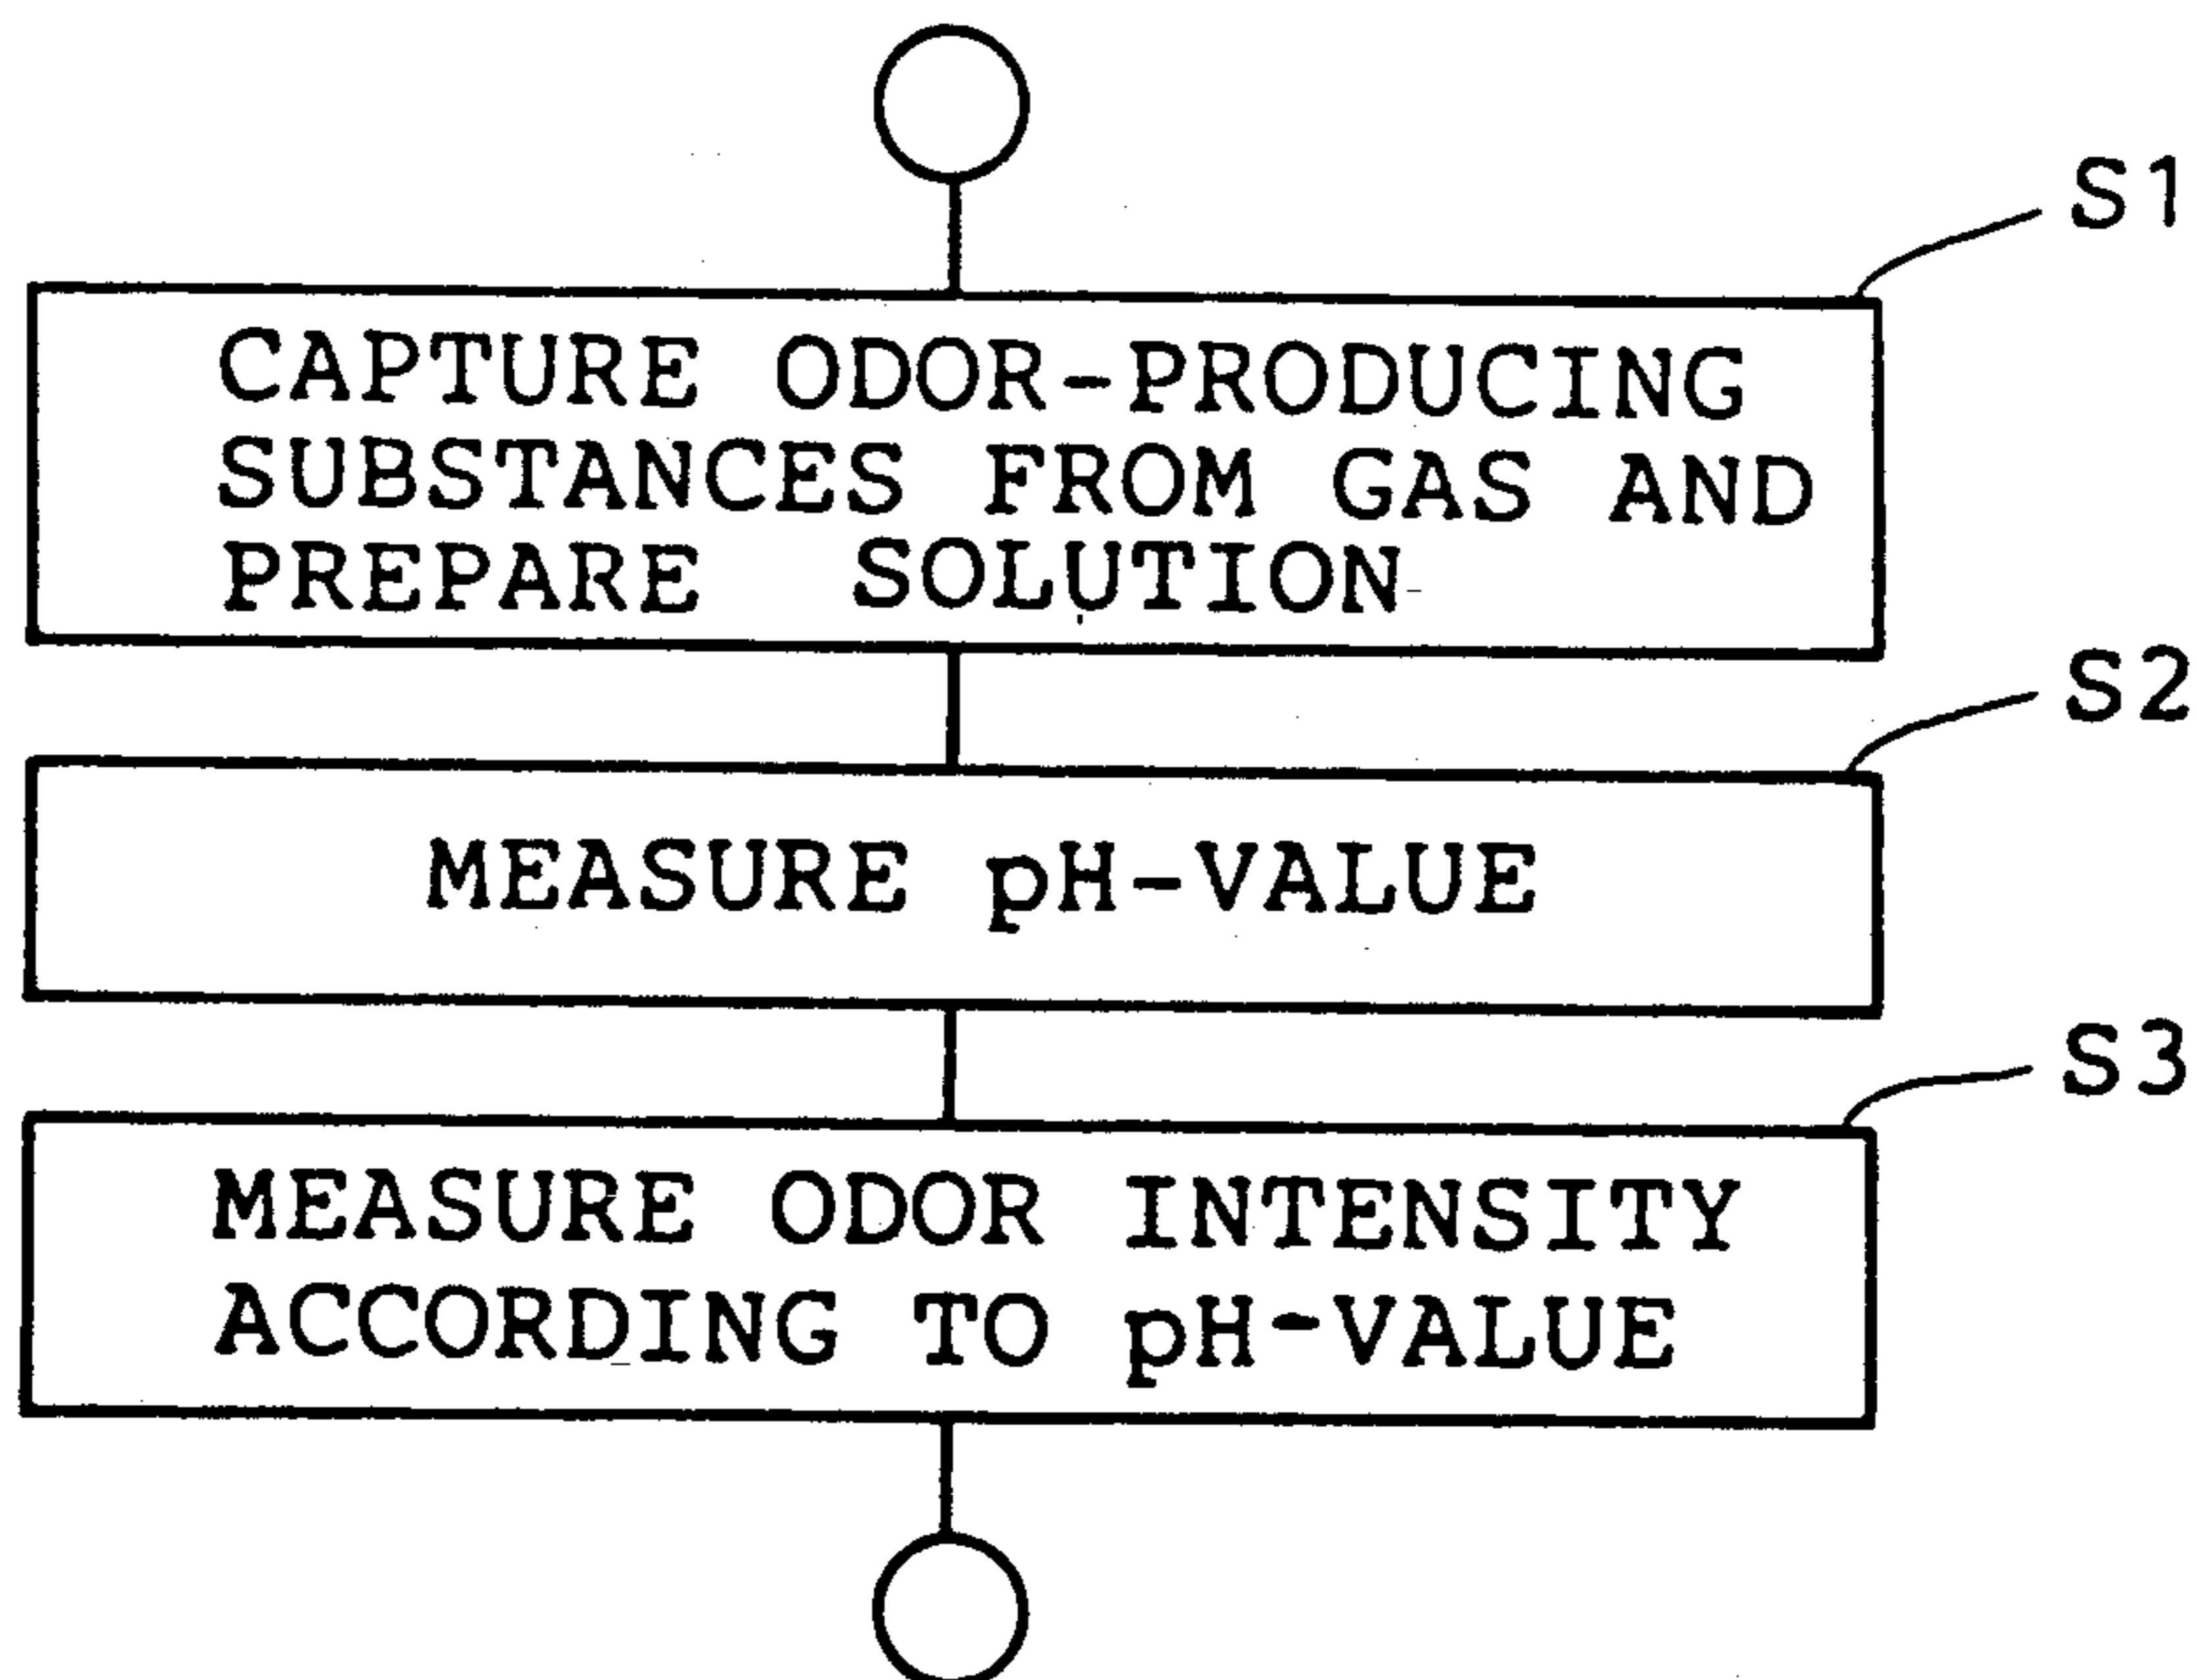 S1
CAPTURE ODOR-PRODUCING
SUBSTANCES FROM GAS AND
PREPARE SOLUTION
S2
MEASURE pH-VALUE
S3
MEASURE ODOR INTENSITY
ACCORDING TO pH-VALUE